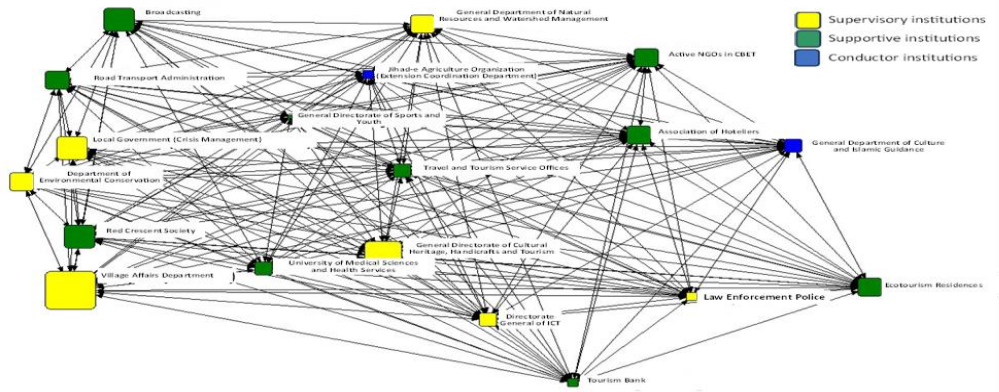 Broadcasting
General Department of Natural
Resources and Watershed Management
Supervisory institutions
Supportive institutions
Conductor institutions
Active NGOs in CBET
Jihad-e Agriculture Organization
(Extension Coordination Department)
Road Transport Administration
General Directorate of Sports and
Youth
Association of Hoteliers
Local Government (Crisis Management)
General Department of Culture
and Islamic Guidance
Travel and Tourism Service Offices
Department of
Environmental Conservation
Red Crescent Society
General Directorate of Cultural
Heritage, Handicrafts and Tourism
University of Medical Sciences
and Health Services
Village Affairs Department )
Ecotourism Residences
Law Enforcement Police
Directorate
General of ICT
Tourism Bank